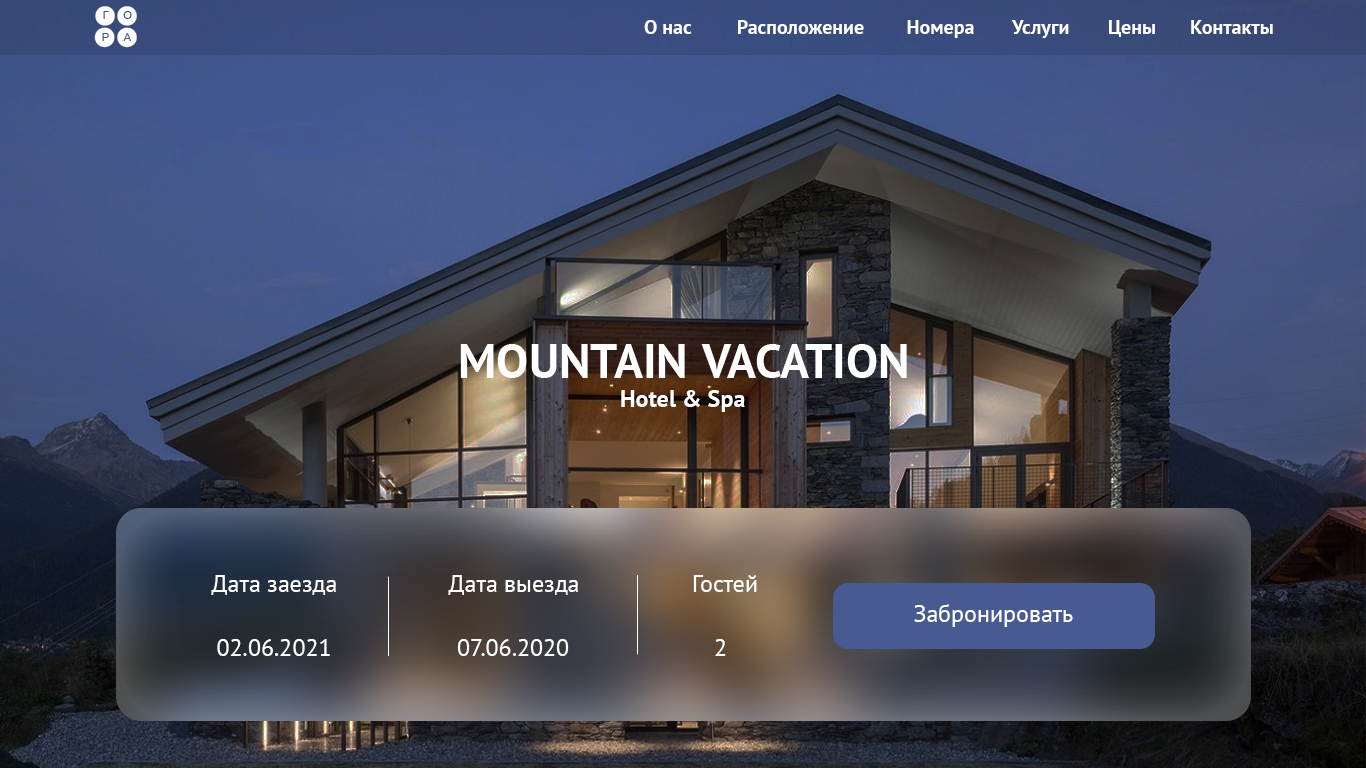 Г О
Р А
О нас Расположение Номера Услуги Цены Контакты
MOUNTAIN VACATION
Hotel & Spa
Дата заезда Дата выезда Гостей
02.06.2021 07.06.2020 2
Забронировать